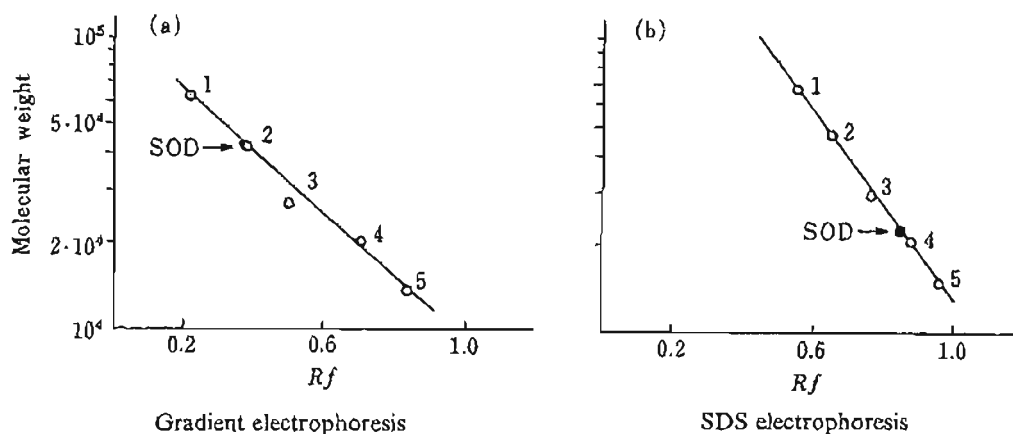 (a)
10⁵
5·10⁴
2·10⁹
10⁴
Molecular weight
SOD
1
2
3
4
5
0.2
0.6
1.0
Rf
Gradient electrophoresis
(b)
1
2
3
SOD
4
5
0.2
0.6
1.0
Rf
SDS electrophoresis